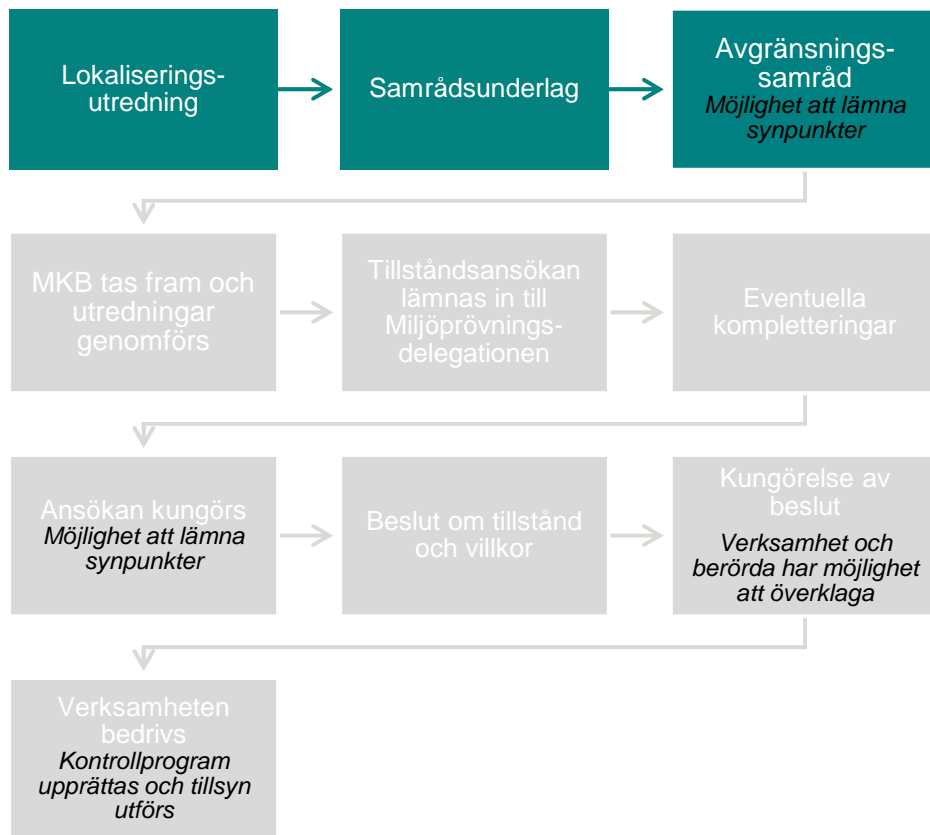 Lokaliserings-
utredning
Samrådsunderlag
Avgränsnings-
samråd
Möjlighet att lämna
synpunkter
MKB tas fram och
utredningar
genomförs
Tillståndsansökan
lämnas in till
Miljöprövnings-
delegationen
Eventuella
kompletteringar
Ansökan kungörs
Möjlighet att lämna
synpunkter
Beslut om tillstånd
och villkor
Kungörelse av
beslut
Verksamhet och
berörda har möjlighet
att överklaga
Verksamheten
bedrivs
Kontrollprogram
upprättas och tillsyn
utförs